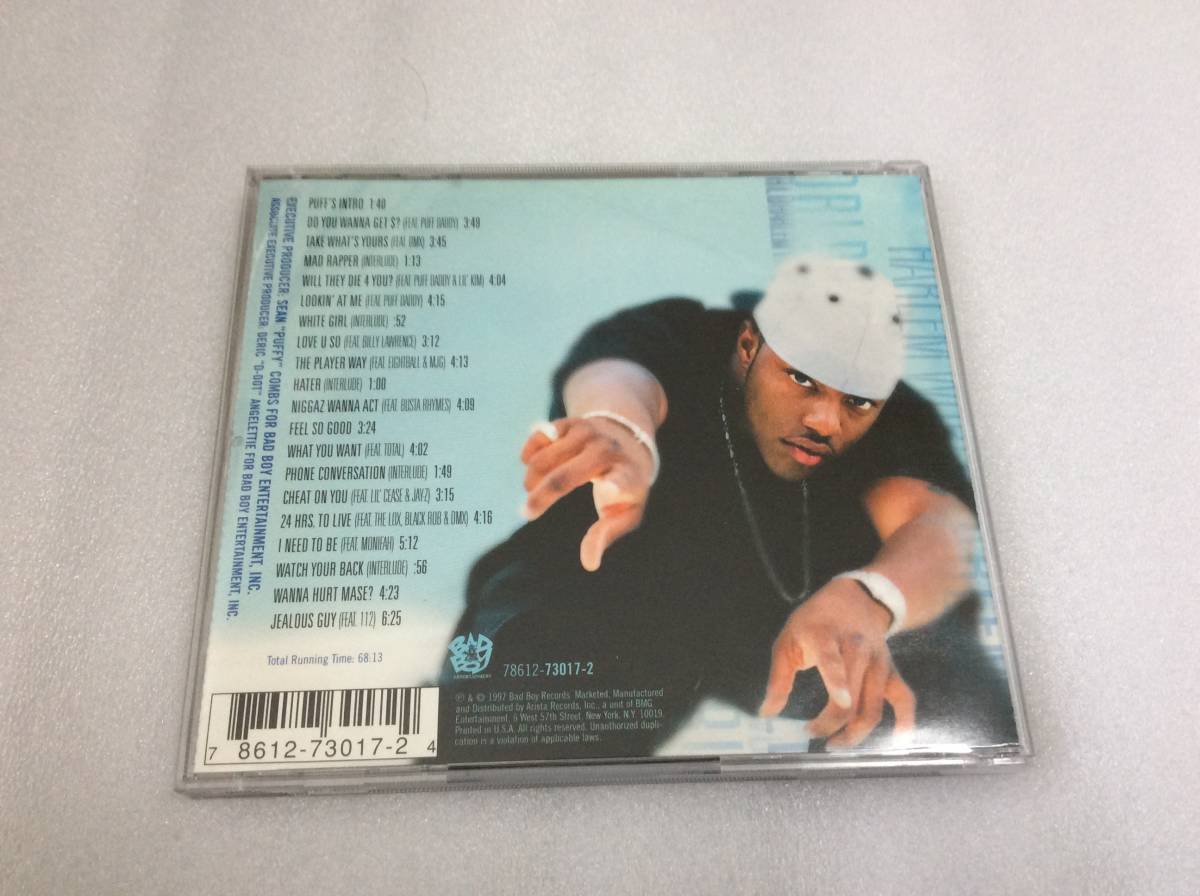 PUFF'S INTRO 1:40
DO YOU WANNA GET $? (FEAT. PUFF DADDY) 3:49
TAKE WHAT'S YOURS (FEAT. DMX) 3:45
MAD RAPPER (INTERLUDE) 1:13
WILL THEY DIE 4 YOU? (FEAT. PUFF DADDY & LIL' KIM) 4:04
LOOKIN' AT ME (FEAT. PUFF DADDY) 4:15
WHITE GIRL (INTERLUDE) :52
LOVE U SO (FEAT. BILLY LAWRENCE) 3:12
THE PLAYER WAY (FEAT. EIGHTBALL & MJG) 4:13
HATER (INTERLUDE) 1:00
NIGGAZ WANNA ACT (FEAT. BUSTA RHYMES) 4:09
FEEL SO GOOD 3:24
WHAT YOU WANT (FEAT. TOTAL) 4:02
PHONE CONVERSATION (INTERLUDE) 1:49
CHEAT ON YOU (FEAT. LIL' CEASE & JAY-Z) 3:15
24 HRS. TO LIVE (FEAT. THE LOX, BLACK ROB & DMX) 4:16
I NEED TO BE (FEAT. MONIFAH) 5:12
WATCH YOUR BACK (INTERLUDE) :56
WANNA HURT MASE? 4:23
JEALOUS GUY (FEAT. 112) 6:25
Total Running Time: 68:13
EXECUTIVE PRODUCER: SEAN "PUFFY" COMBS FOR BAD BOY ENTERTAINMENT, INC.
ASSOCIATE EXECUTIVE PRODUCER: DERIC "D-DOT" ANGELETTIE FOR BAD BOY ENTERTAINMENT, INC.
BAD BOY
ENTERTAINMENT
78612-73017-2
℗ & © 1997 Bad Boy Records Marketed, Manufactured
and Distributed by Arista Records, Inc., a unit of BMG
Entertainment, 6 West 57th Street, New York, N.Y. 10019.
Printed in U.S.A. All rights reserved. Unauthorized dupli-
cation is a violation of applicable laws.
7 8612-73017-2 4
HARLEM